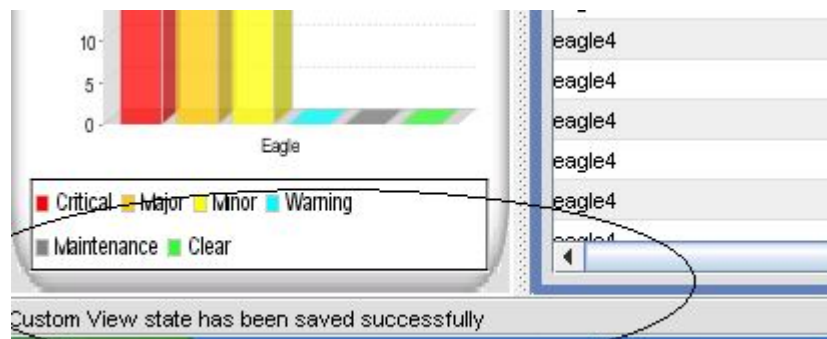 10
5
0
Eagle
Critical Major Minor Warning
Maintenance Clear
eagle4
eagle4
eagle4
eagle4
eagle4
eagle4
Custom View state has been saved successfully